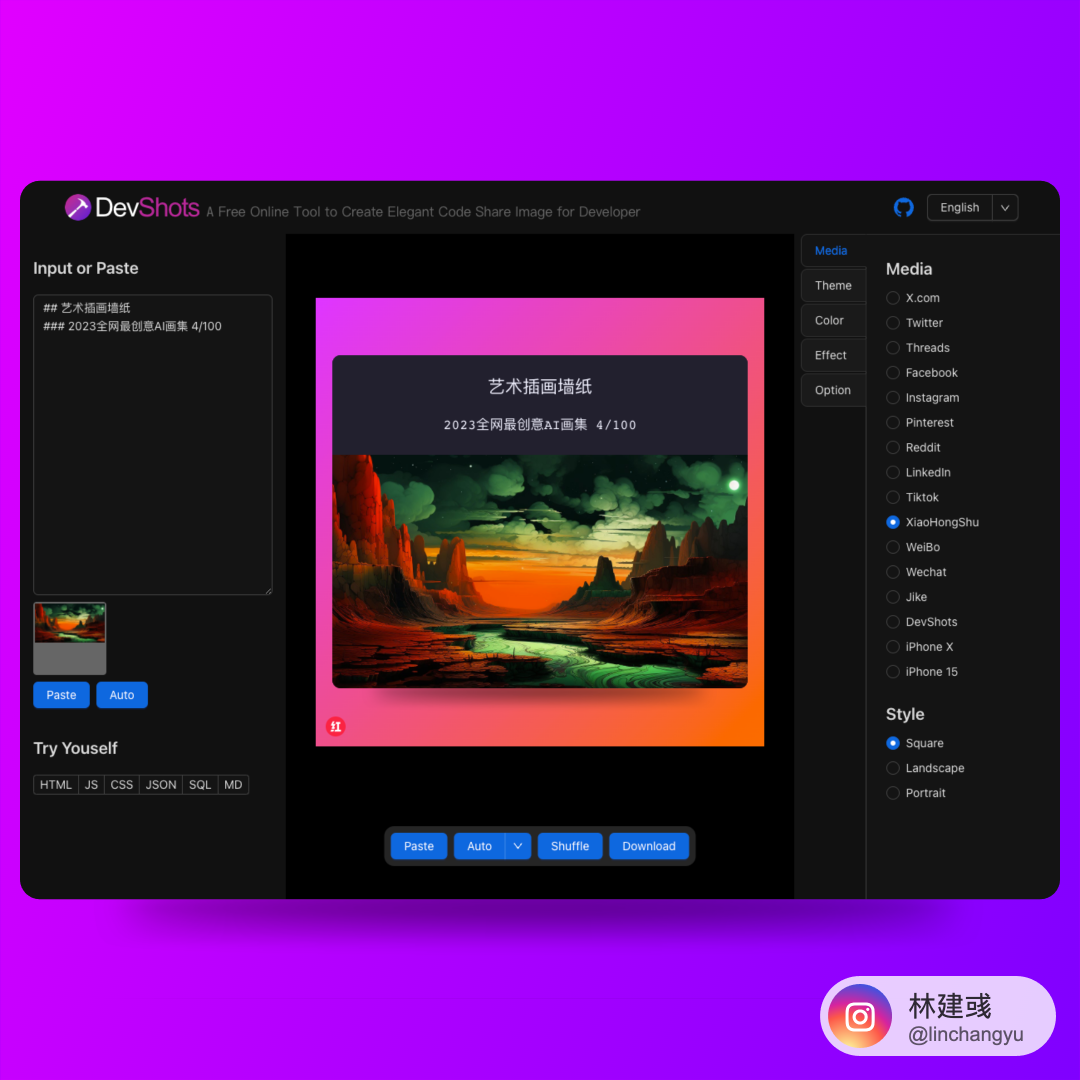 DevShots A Free Online Tool to Create Elegant Code Share Image for Developer
English
Input or Paste
## 艺术插画墙纸
### 2023全网最创意AI画集 4/100
Paste Auto
Try Youself
HTML JS CSS JSON SQL MD
艺术插画墙纸
2023全网最创意AI画集 4/100
红
Paste Auto Shuffle Download
Media
Theme
Color
Effect
Option
Media
X.com
Twitter
Threads
Facebook
Instagram
Pinterest
Reddit
LinkedIn
Tiktok
XiaoHongShu
WeiBo
Wechat
Jike
DevShots
iPhone X
iPhone 15
Style
Square
Landscape
Portrait
林建彧
@linchangyu